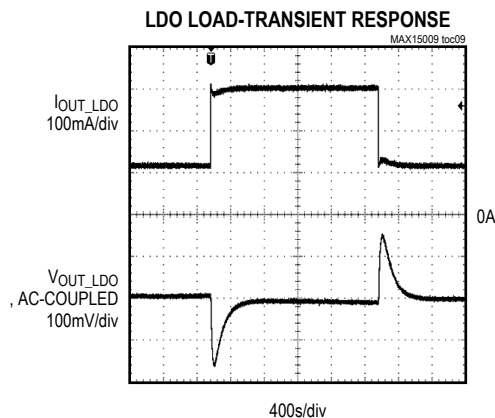 LDO LOAD-TRANSIENT RESPONSE
MAX15009 toc09
T
IOUT_LDO
100mA/div
0A
VOUT_LDO
, AC-COUPLED
100mV/div
400s/div